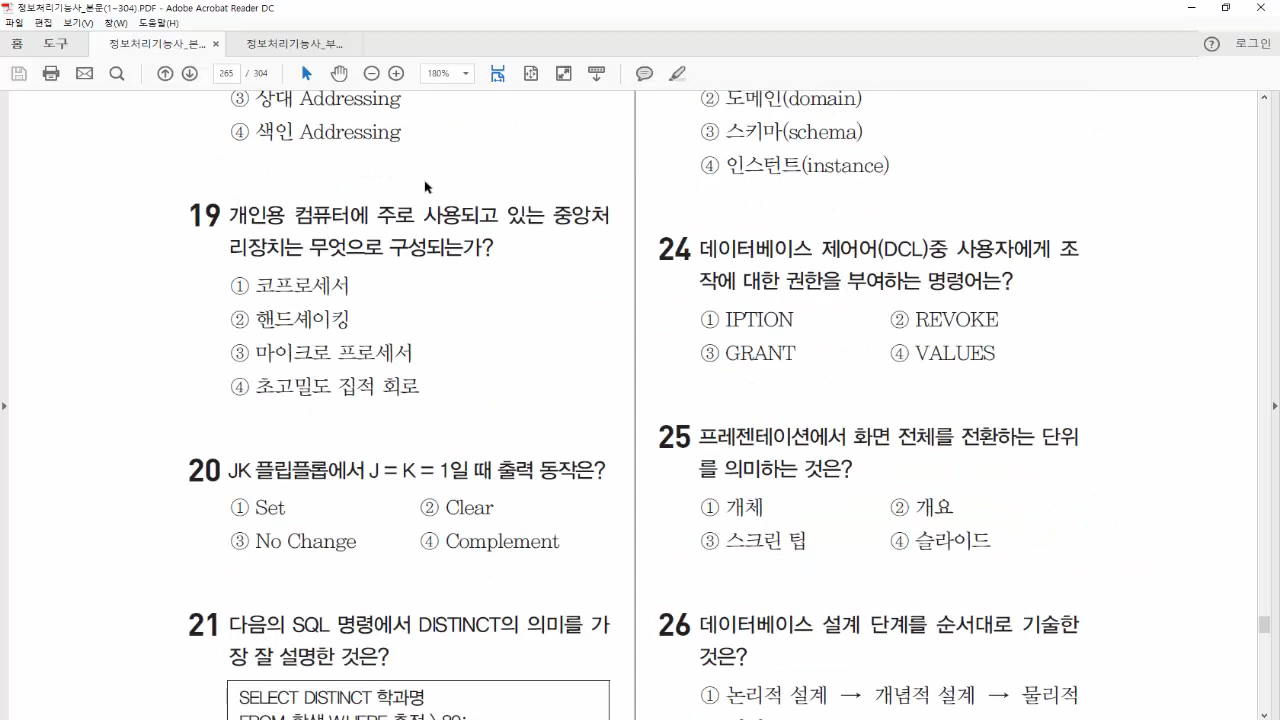 정보처리기능사_본문(1~304).PDF - Adobe Acrobat Reader DC
파일 편집 보기(V) 창(W) 도움말(H)
홈 도구 정보처리기능사_본... × 정보처리기능사_부... ? 로그인
265 / 304 180%
③ 상대 Addressing
④ 색인 Addressing
19 개인용 컴퓨터에 주로 사용되고 있는 중앙처
리장치는 무엇으로 구성되는가?
① 코프로세서
② 핸드셰이킹
③ 마이크로 프로세서
④ 초고밀도 집적 회로
20 JK 플립플롭에서 J = K = 1일 때 출력 동작은?
① Set ② Clear
③ No Change ④ Complement
21 다음의 SQL 명령에서 DISTINCT의 의미를 가
장 잘 설명한 것은?
SELECT DISTINCT 학과명
FROM 학생 WHERE 총점 > 80;
② 도메인(domain)
③ 스키마(schema)
④ 인스턴트(instance)
24 데이터베이스 제어어(DCL)중 사용자에게 조
작에 대한 권한을 부여하는 명령어는?
① IPTION ② REVOKE
③ GRANT ④ VALUES
25 프레젠테이션에서 화면 전체를 전환하는 단위
를 의미하는 것은?
① 개체 ② 개요
③ 스크린 팁 ④ 슬라이드
26 데이터베이스 설계 단계를 순서대로 기술한
것은?
① 논리적 설계 → 개념적 설계 → 물리적